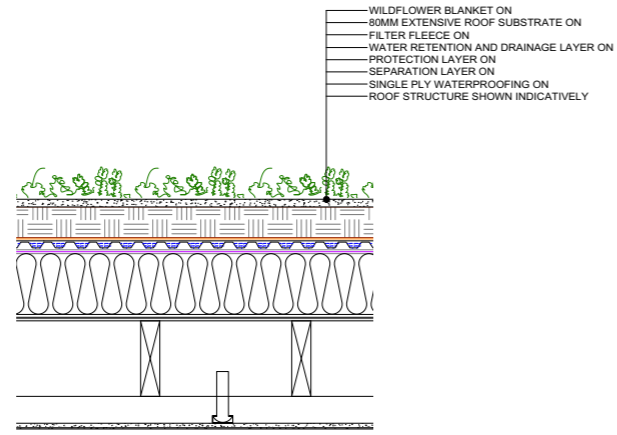 WILDFLOWER BLANKET ON
80MM EXTENSIVE ROOF SUBSTRATE ON
FILTER FLEECE ON
WATER RETENTION AND DRAINAGE LAYER ON
PROTECTION LAYER ON
SEPARATION LAYER ON
SINGLE PLY WATERPROOFING ON
ROOF STRUCTURE SHOWN INDICATIVELY